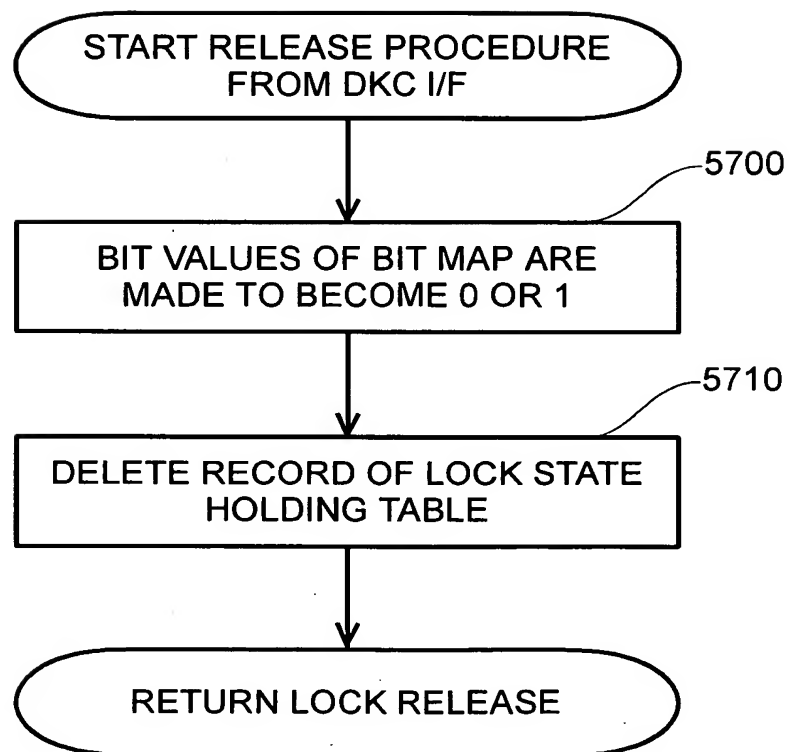 START RELEASE PROCEDURE
FROM DKC I/F
5700
BIT VALUES OF BIT MAP ARE
MADE TO BECOME 0 OR 1
5710
DELETE RECORD OF LOCK STATE
HOLDING TABLE
RETURN LOCK RELEASE